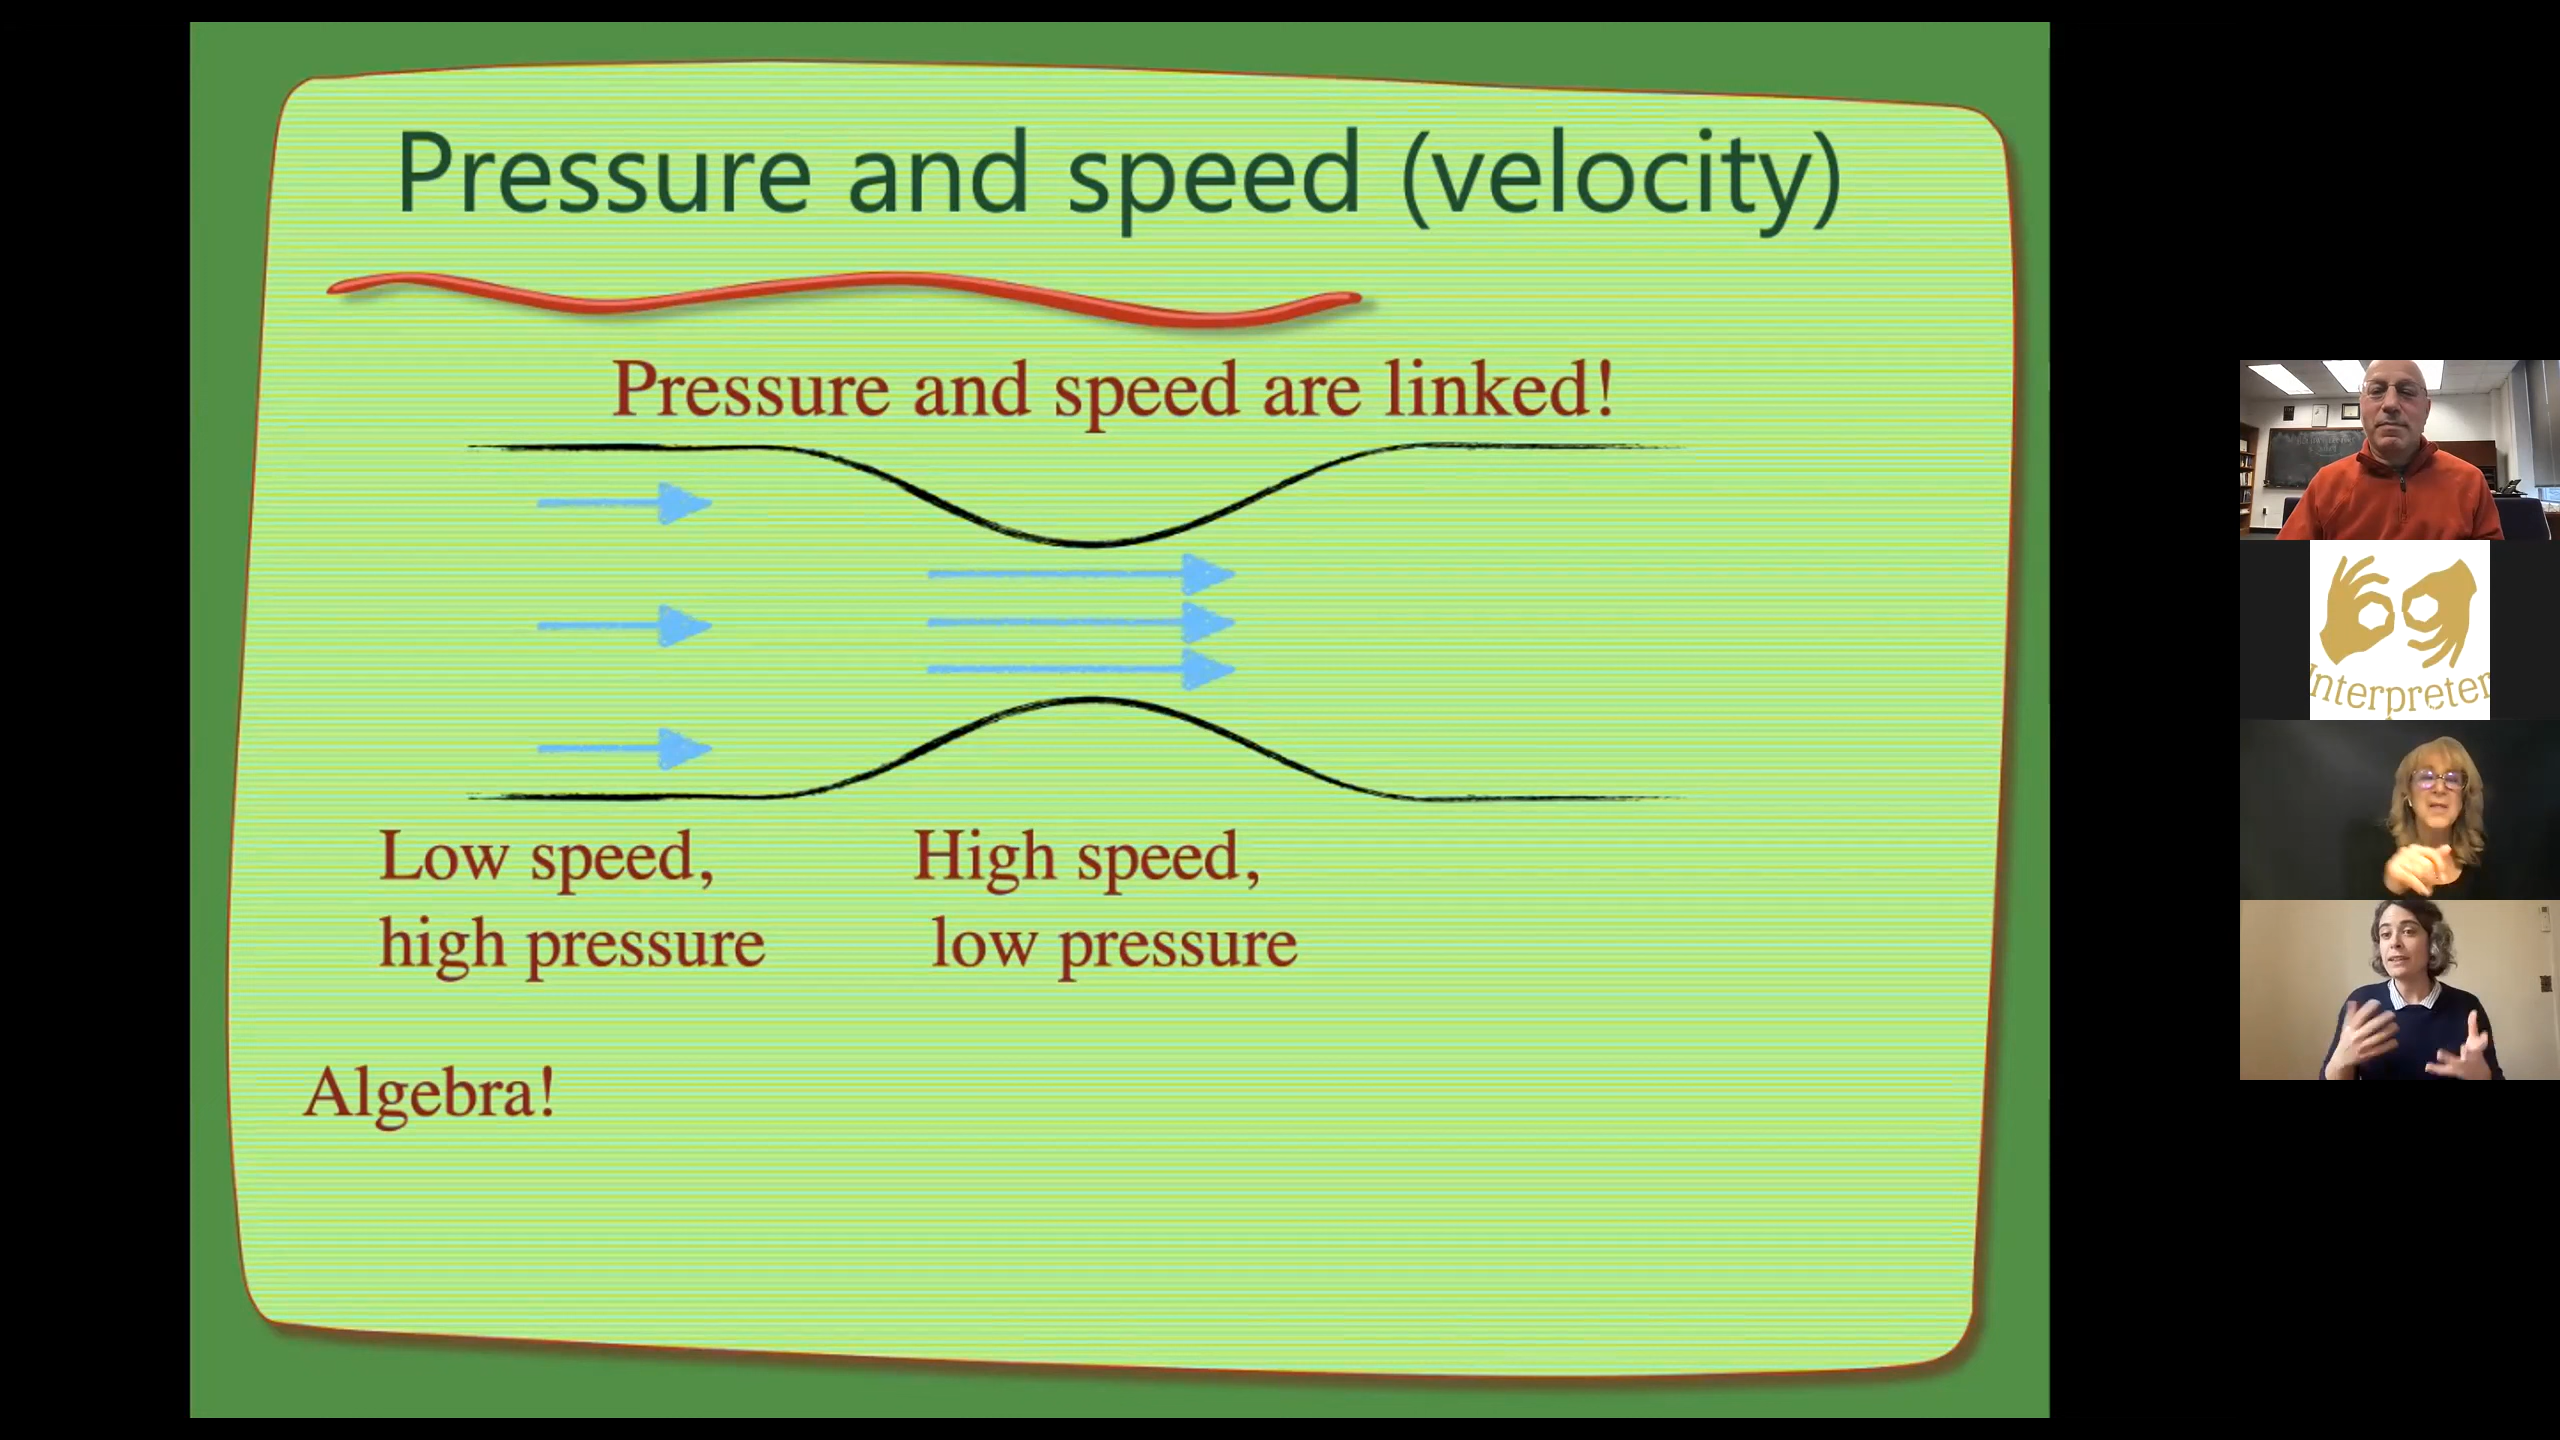 Pressure and speed (velocity)
Pressure and speed are linked!
Low speed,
high pressure
High speed,
low pressure
Algebra!
Interpreter